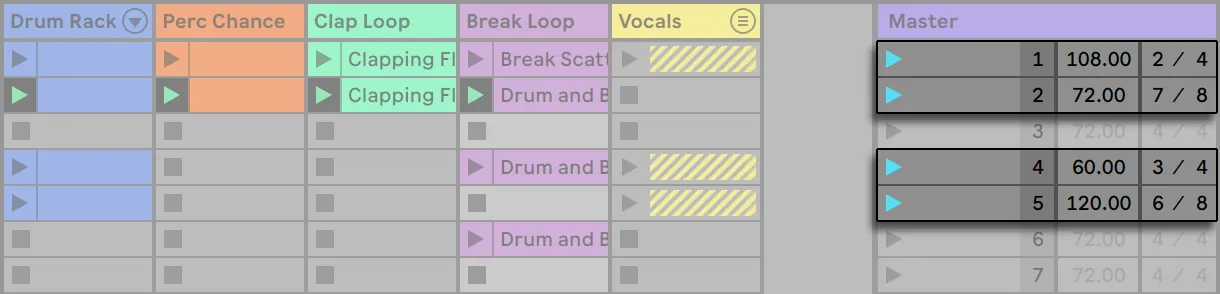 Drum Rack Perc Chance Clap Loop Break Loop Vocals Master
Clapping Fl Break Scatt 1 108.00 2 / 4
Clapping Fl Drum and B 2 72.00 7 / 8
3 72.00 4 / 4
Drum and B 4 60.00 3 / 4
5 120.00 6 / 8
Drum and B 6 72.00 4 / 4
7 72.00 4 / 4